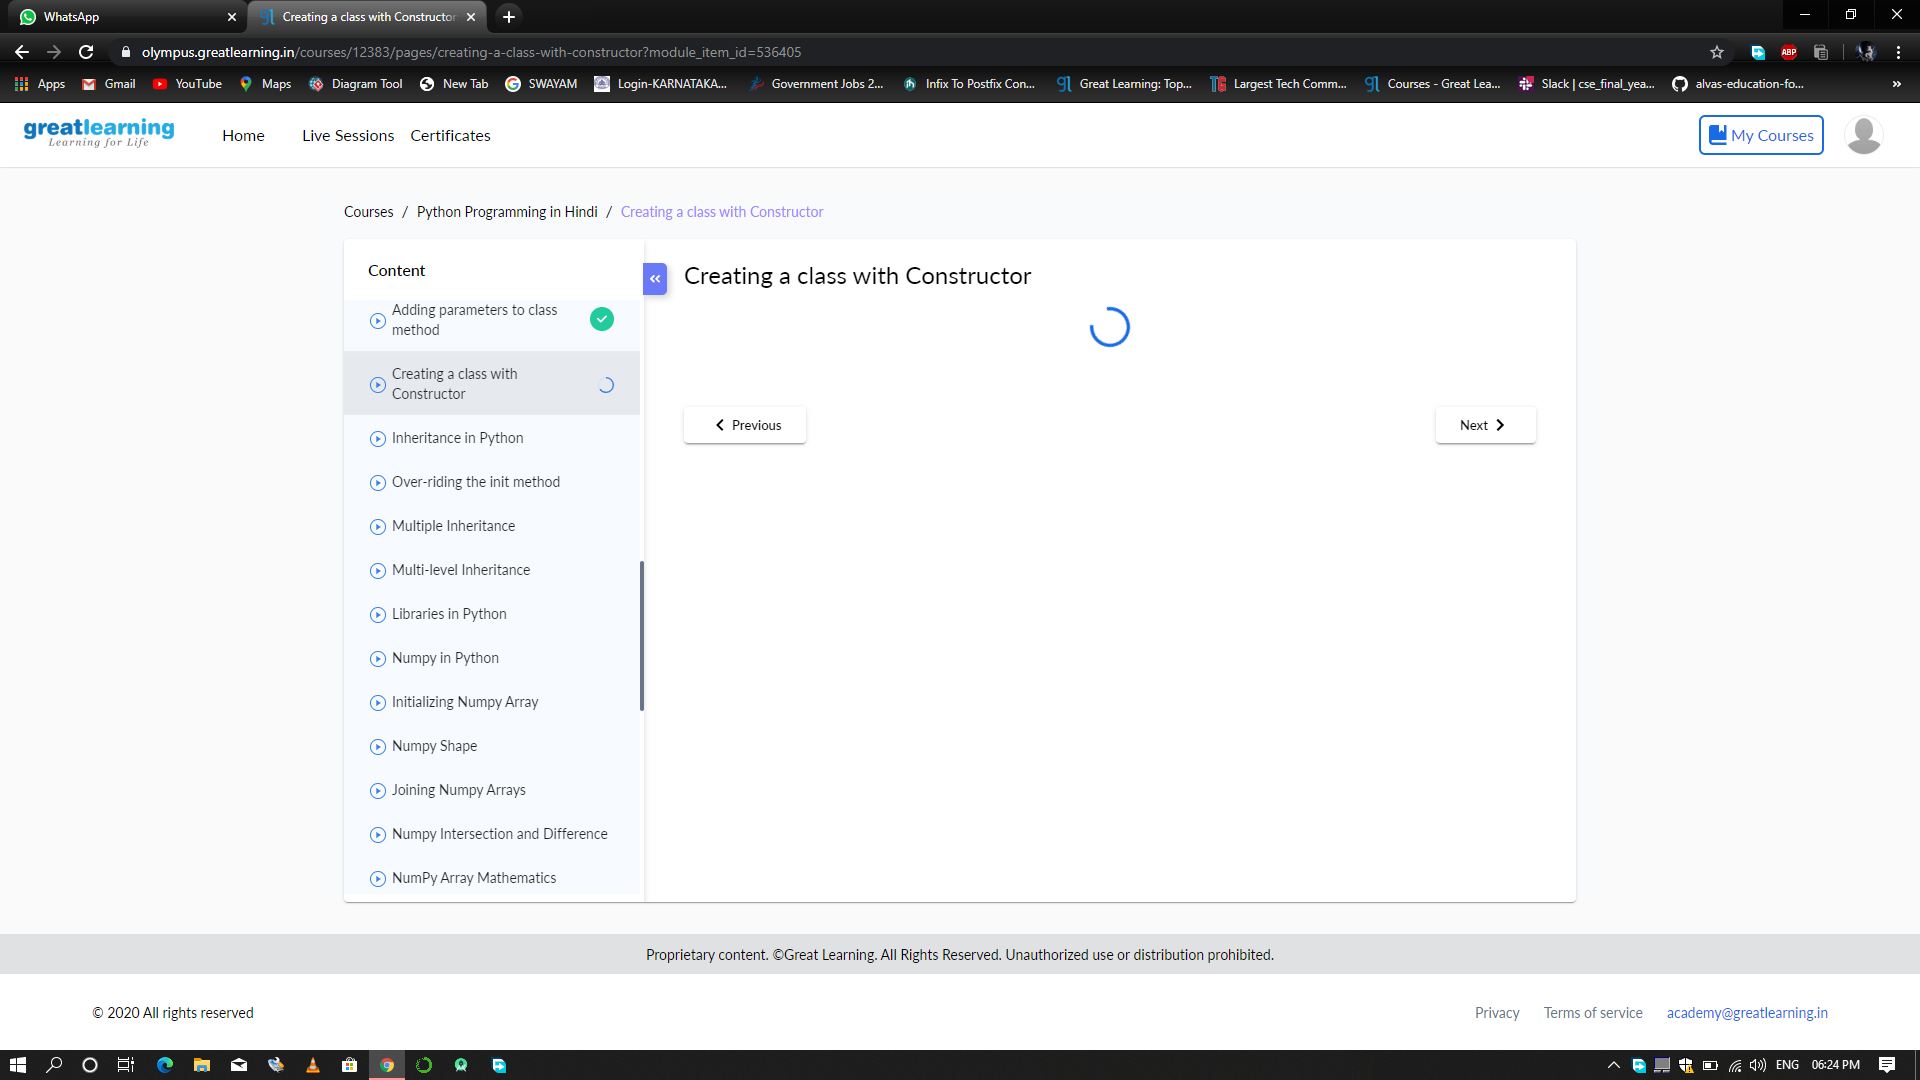 WhatsApp
Creating a class with Constructor
olympus.greatlearning.in/courses/12383/pages/creating-a-class-with-constructor?module_item_id=536405
ABP
Apps
Gmail
YouTube
Maps
Diagram Tool
New Tab
SWAYAM
Login-KARNATAKA...
Government Jobs 2...
Infix To Postfix Con...
Great Learning: Top...
Largest Tech Comm...
Courses - Great Lea...
Slack | cse_final_yea...
alvas-education-fo...
»
greatlearning
Learning for Life
Home
Live Sessions
Certificates
My Courses
Courses / Python Programming in Hindi / Creating a class with Constructor
Content
Adding parameters to class
method
Creating a class with
Constructor
Inheritance in Python
Over-riding the init method
Multiple Inheritance
Multi-level Inheritance
Libraries in Python
Numpy in Python
Initializing Numpy Array
Numpy Shape
Joining Numpy Arrays
Numpy Intersection and Difference
NumPy Array Mathematics
Creating a class with Constructor
Previous
Next
Proprietary content. ©Great Learning. All Rights Reserved. Unauthorized use or distribution prohibited.
© 2020 All rights reserved
Privacy
Terms of service
academy@greatlearning.in
ENG
06:24 PM